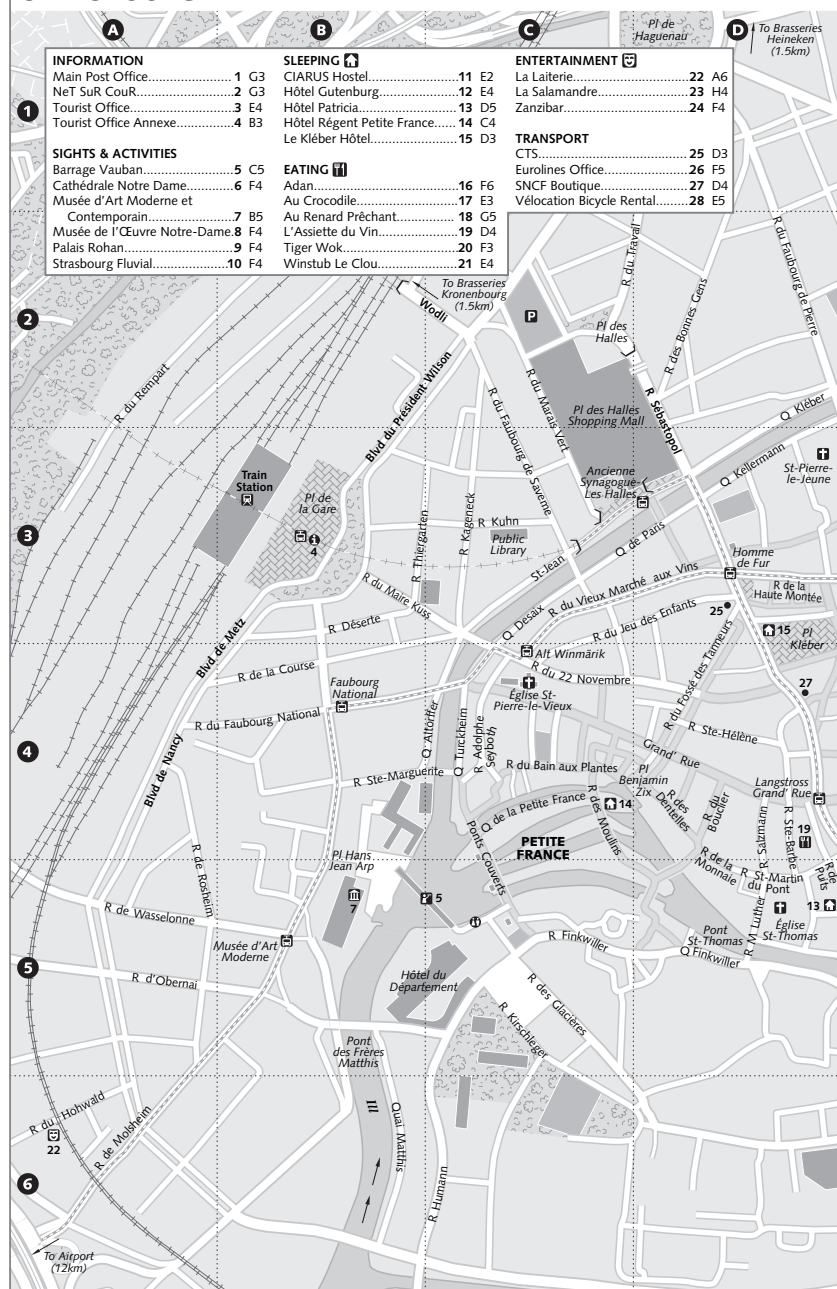 A
B
C
D
Pl de
Haguenau
To Brasseries
Heineken
(1.5km)
INFORMATION
Main Post Office..................... 1 G3
NeT SuR CouR....................... 2 G3
Tourist Office......................... 3 E4
Tourist Office Annexe............. 4 B3
SIGHTS & ACTIVITIES
Barrage Vauban..................... 5 C5
Cathédrale Notre Dame......... 6 F4
Musée d'Art Moderne et
Contemporain..................... 7 B5
Musée de l'Œuvre Notre-Dame. 8 F4
Palais Rohan.......................... 9 F4
Strasbourg Fluvial.................. 10 F4
SLEEPING
CIARUS Hostel....................... 11 E2
Hôtel Gutenburg.................... 12 E4
Hôtel Patricia......................... 13 D5
Hôtel Régent Petite France..... 14 C4
Le Kléber Hôtel...................... 15 D3
EATING
Adan..................................... 16 F6
Au Crocodile.......................... 17 E3
Au Renard Prêchant............... 18 G5
L'Assiette du Vin.................... 19 D4
Tiger Wok.............................. 20 F3
Winstub Le Clou..................... 21 E4
ENTERTAINMENT
La Laiterie.............................. 22 A6
La Salamandre....................... 23 H4
Zanzibar................................ 24 F4
TRANSPORT
CTS....................................... 25 D3
Eurolines Office...................... 26 F5
SNCF Boutique....................... 27 D4
Vélocation Bicycle Rental........ 28 E5
1
To Brasseries
Kronenbourg
(1.5km)
Wodli
2
P
Pl des
Halles
R du Travail
R des Bonnes Gens
R du Faubourg de Pierre
R du Rempart
Blvd du Président Wilson
R du Marais Vert
R du Faubourg de Saverne
Pl des Halles
Shopping Mall
R Sébastopol
Q Kléber
Q Kellermann
St-Pierre-
le-Jeune
Train
Station
Pl de
la Gare
Ancienne
Synagogue-
Les Halles
3
4
R Thiergarten
R Kageneck
R Kuhn
Public
Library
St-Jean
Q de Paris
Homme
de Fur
R du Maire Kuss
Q Desaix
R du Vieux Marché aux Vins
R de la
Haute Montée
Blvd de Metz
R Déserte
R du Jeu des Enfants
25
15
Pl
Kléber
Alt Winmärik
R de la Course
R du 22 Novembre
R du Fossé des Tanneurs
27
Faubourg
National
Église St-
Pierre-le-Vieux
R du Faubourg National
Q Altorffer
Q Turckheim
R Adolphe
Seyboth
R Ste-Hélène
4
Blvd de Nancy
Grand' Rue
R Ste-Marguerite
R du Bain aux Plantes
Pl
Benjamin
Zix
R des
Dentelles
R du
Bouclier
Langstross
Grand' Rue
Q de la Petite France
R des Moulins
14
R Salzmann
R Ste-Barbe
19
PETITE
FRANCE
Ponts Couverts
Pl Hans
Jean Arp
R de Rosheim
R de la
Monnaie
R St-Martin
du
Pont
R de
Puits
7
5
R M Luther
Église
St-Thomas
13
R de Wasselonne
Pont
St-Thomas
Musée d'Art
Moderne
R Finkwiller
Q Finkwiller
5
R d'Obernai
Hôtel du
Département
R des Glacières
R Kirschleger
Pont
des Frères
Matthis
R du Hohwald
22
R de Molsheim
Ill
Quai Matthis
R Humann
6
To Airport
(12km)